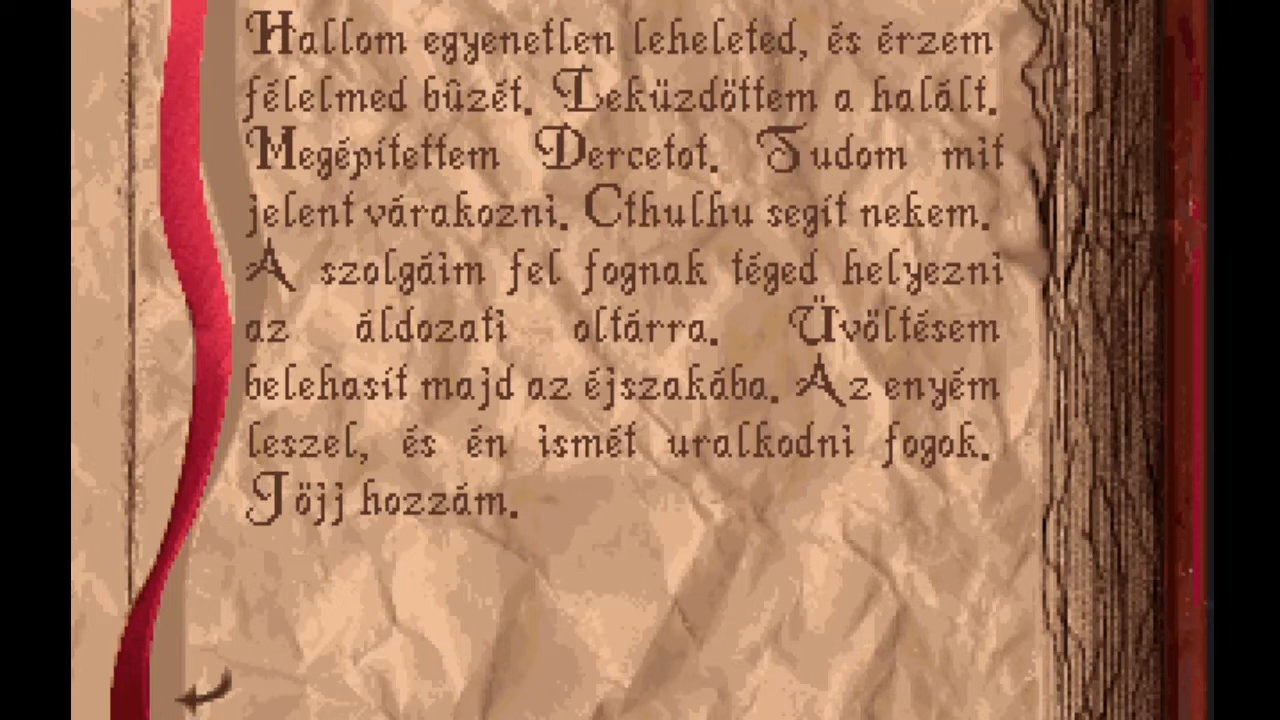 Hallom egyenetlen leheleted, és érzem
félelmed bûzét. Leküzdöttem a halált.
Megépítettem Dercetot. Tudom mit
jelent várakozni. Cthulhu segít nekem.
A szolgáim fel fognak téged helyezni
az áldozati oltárra. Üvöltésem
belehasít majd az éjszakába. Az enyém
leszel, és én ismét uralkodni fogok.
Jöjj hozzám.